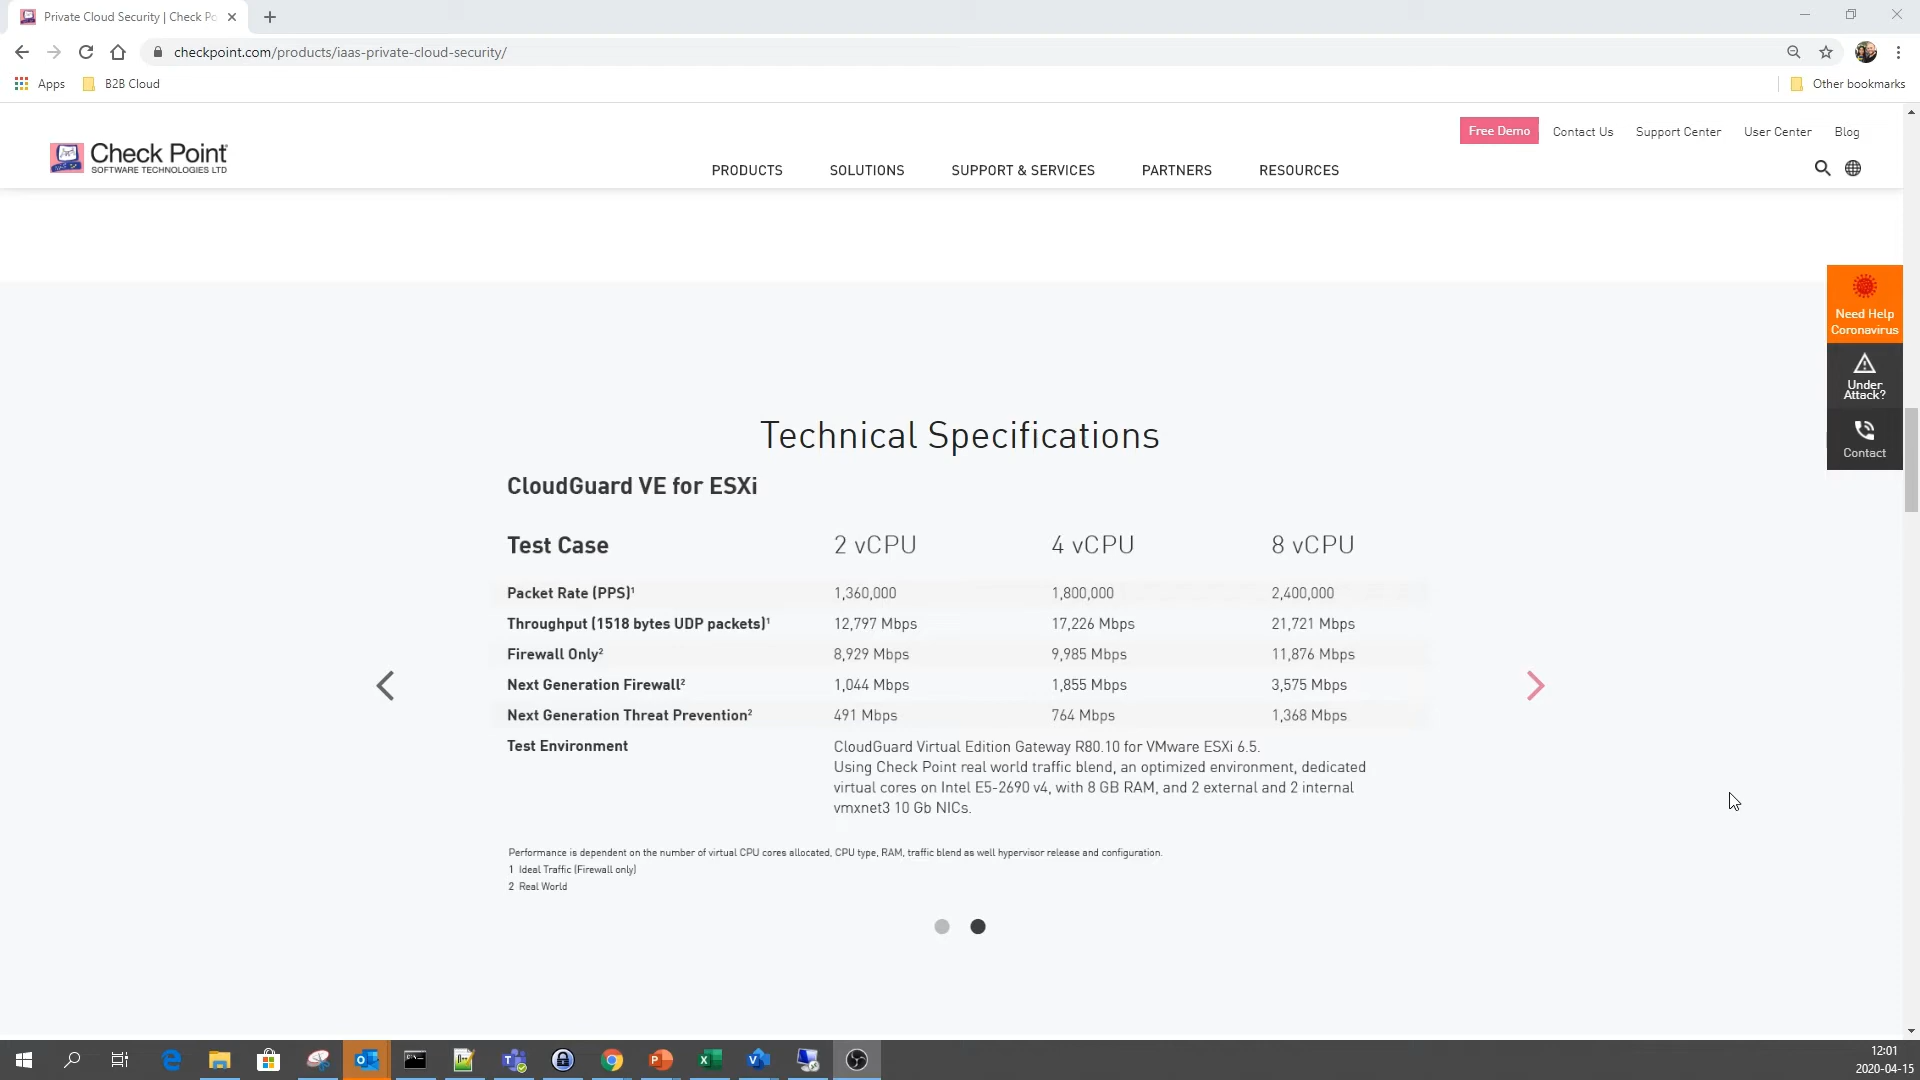 Private Cloud Security | Check Po
checkpoint.com/products/iaas-private-cloud-security/
Apps B2B Cloud Other bookmarks
Free Demo Contact Us Support Center User Center Blog
Check Point
SOFTWARE TECHNOLOGIES LTD
PRODUCTS SOLUTIONS SUPPORT & SERVICES PARTNERS RESOURCES
Need Help
Coronavirus
Under
Attack?
Contact
Technical Specifications
CloudGuard VE for ESXi
Test Case 2 vCPU 4 vCPU 8 vCPU
Packet Rate (PPS)¹ 1,360,000 1,800,000 2,400,000
Throughput (1518 bytes UDP packets)¹ 12,797 Mbps 17,226 Mbps 21,721 Mbps
Firewall Only² 8,929 Mbps 9,985 Mbps 11,876 Mbps
Next Generation Firewall² 1,044 Mbps 1,855 Mbps 3,575 Mbps
Next Generation Threat Prevention² 491 Mbps 764 Mbps 1,368 Mbps
Test Environment CloudGuard Virtual Edition Gateway R80.10 for VMware ESXi 6.5.
Using Check Point real world traffic blend, an optimized environment, dedicated
virtual cores on Intel E5-2690 v4, with 8 GB RAM, and 2 external and 2 internal
vmxnet3 10 Gb NICs.
Performance is dependent on the number of virtual CPU cores allocated, CPU type, RAM, traffic blend as well hypervisor release and configuration.
1 Ideal Traffic (Firewall only)
2 Real World
12:01
2020-04-15